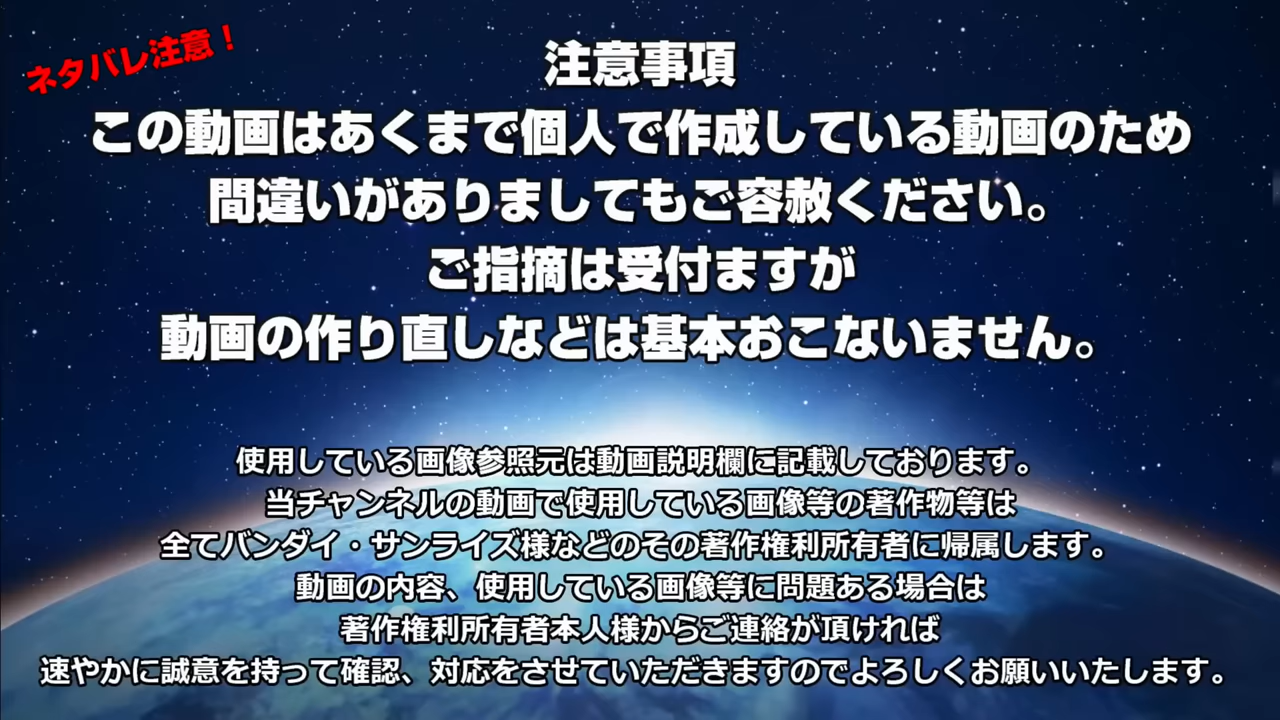 ネタバレ注意！
注意事項
この動画はあくまで個人で作成している動画のため
間違いがありましてもご容赦ください。
ご指摘は受付ますが
動画の作り直しなどは基本おこないません。
使用している画像参照元は動画説明欄に記載しております。
当チャンネルの動画で使用している画像等の著作物等は
全てバンダイ・サンライズ様などのその著作権利所有者に帰属します。
動画の内容、使用している画像等に問題ある場合は
著作権利所有者本人様からご連絡が頂ければ
速やかに誠意を持って確認、対応をさせていただきますのでよろしくお願いいたします。